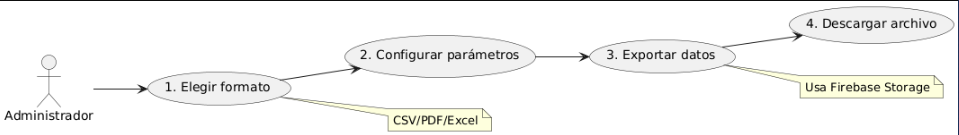 Administrador
1. Elegir formato
CSV/PDF/Excel
2. Configurar parámetros
3. Exportar datos
Usa Firebase Storage
4. Descargar archivo